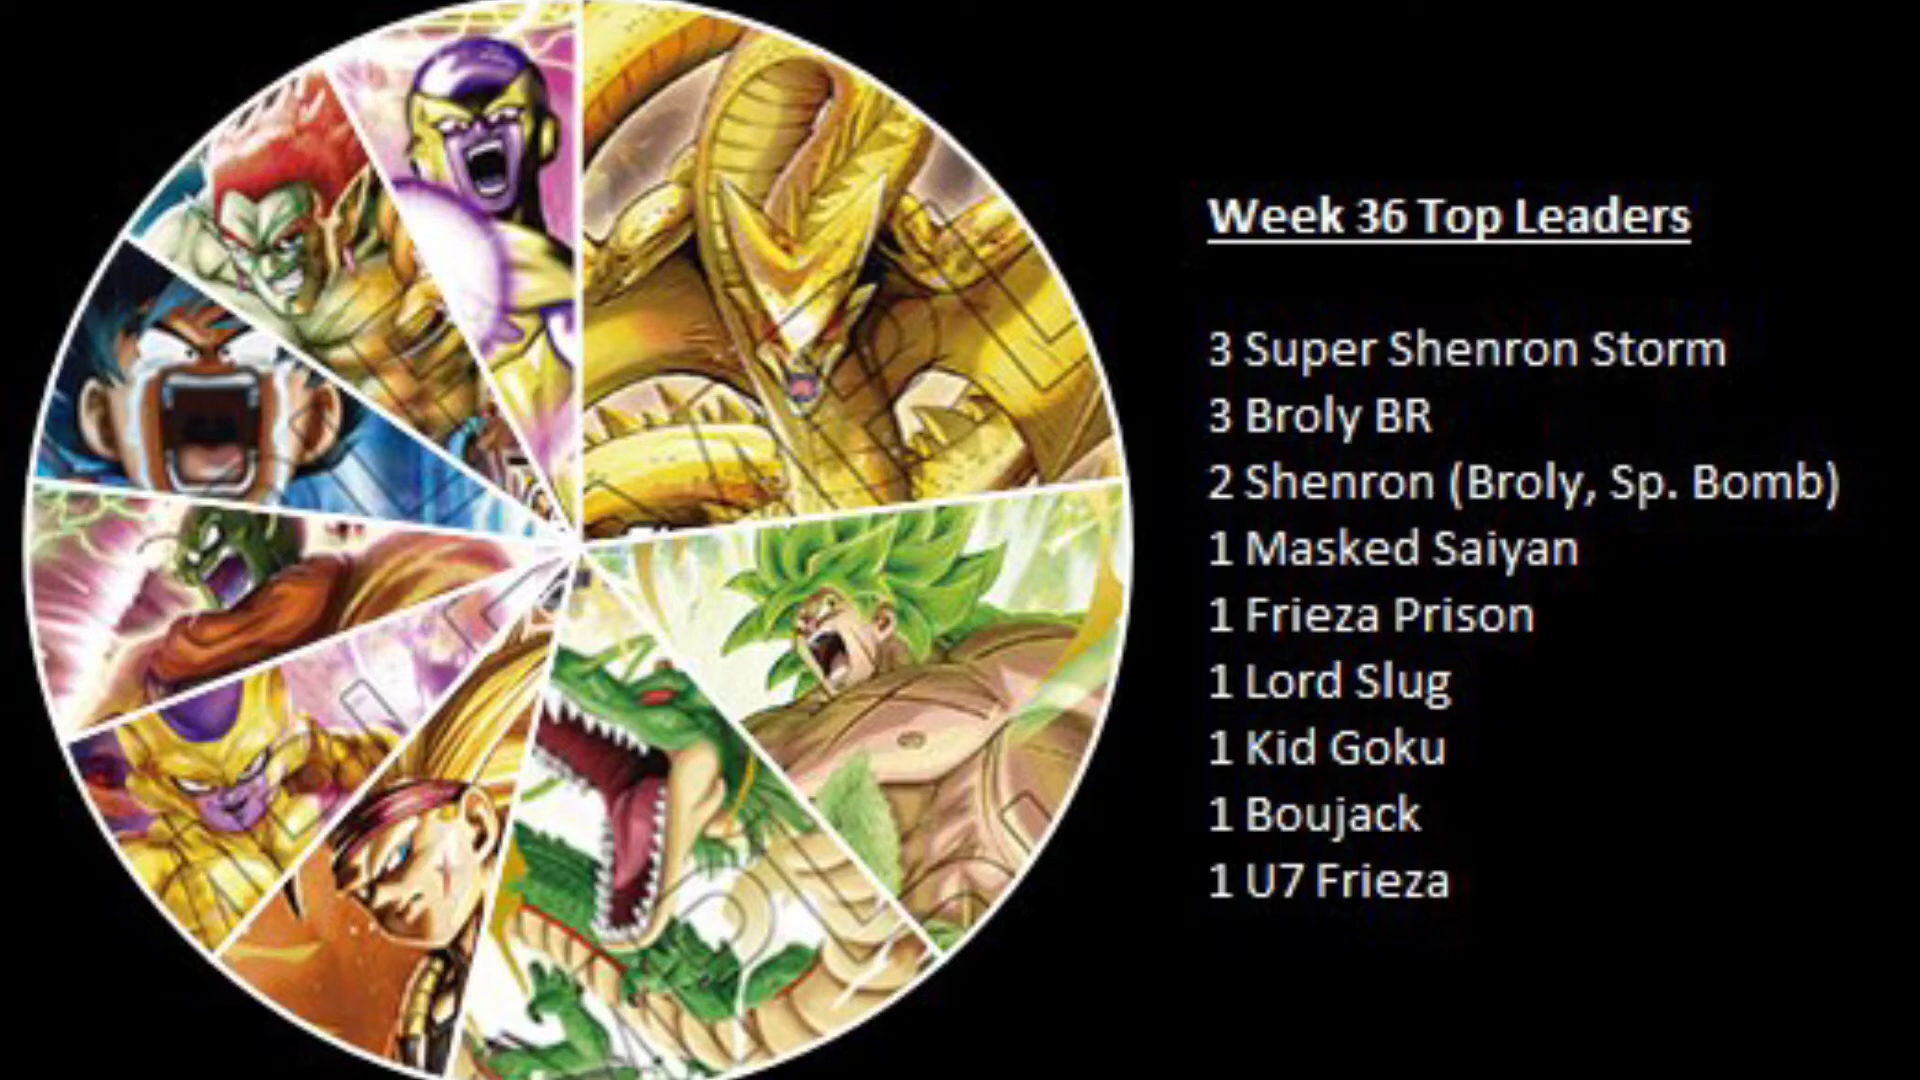 Week 36 Top Leaders
3 Super Shenron Storm
3 Broly BR
2 Shenron (Broly, Sp. Bomb)
1 Masked Saiyan
1 Frieza Prison
1 Lord Slug
1 Kid Goku
1 Boujack
1 U7 Frieza